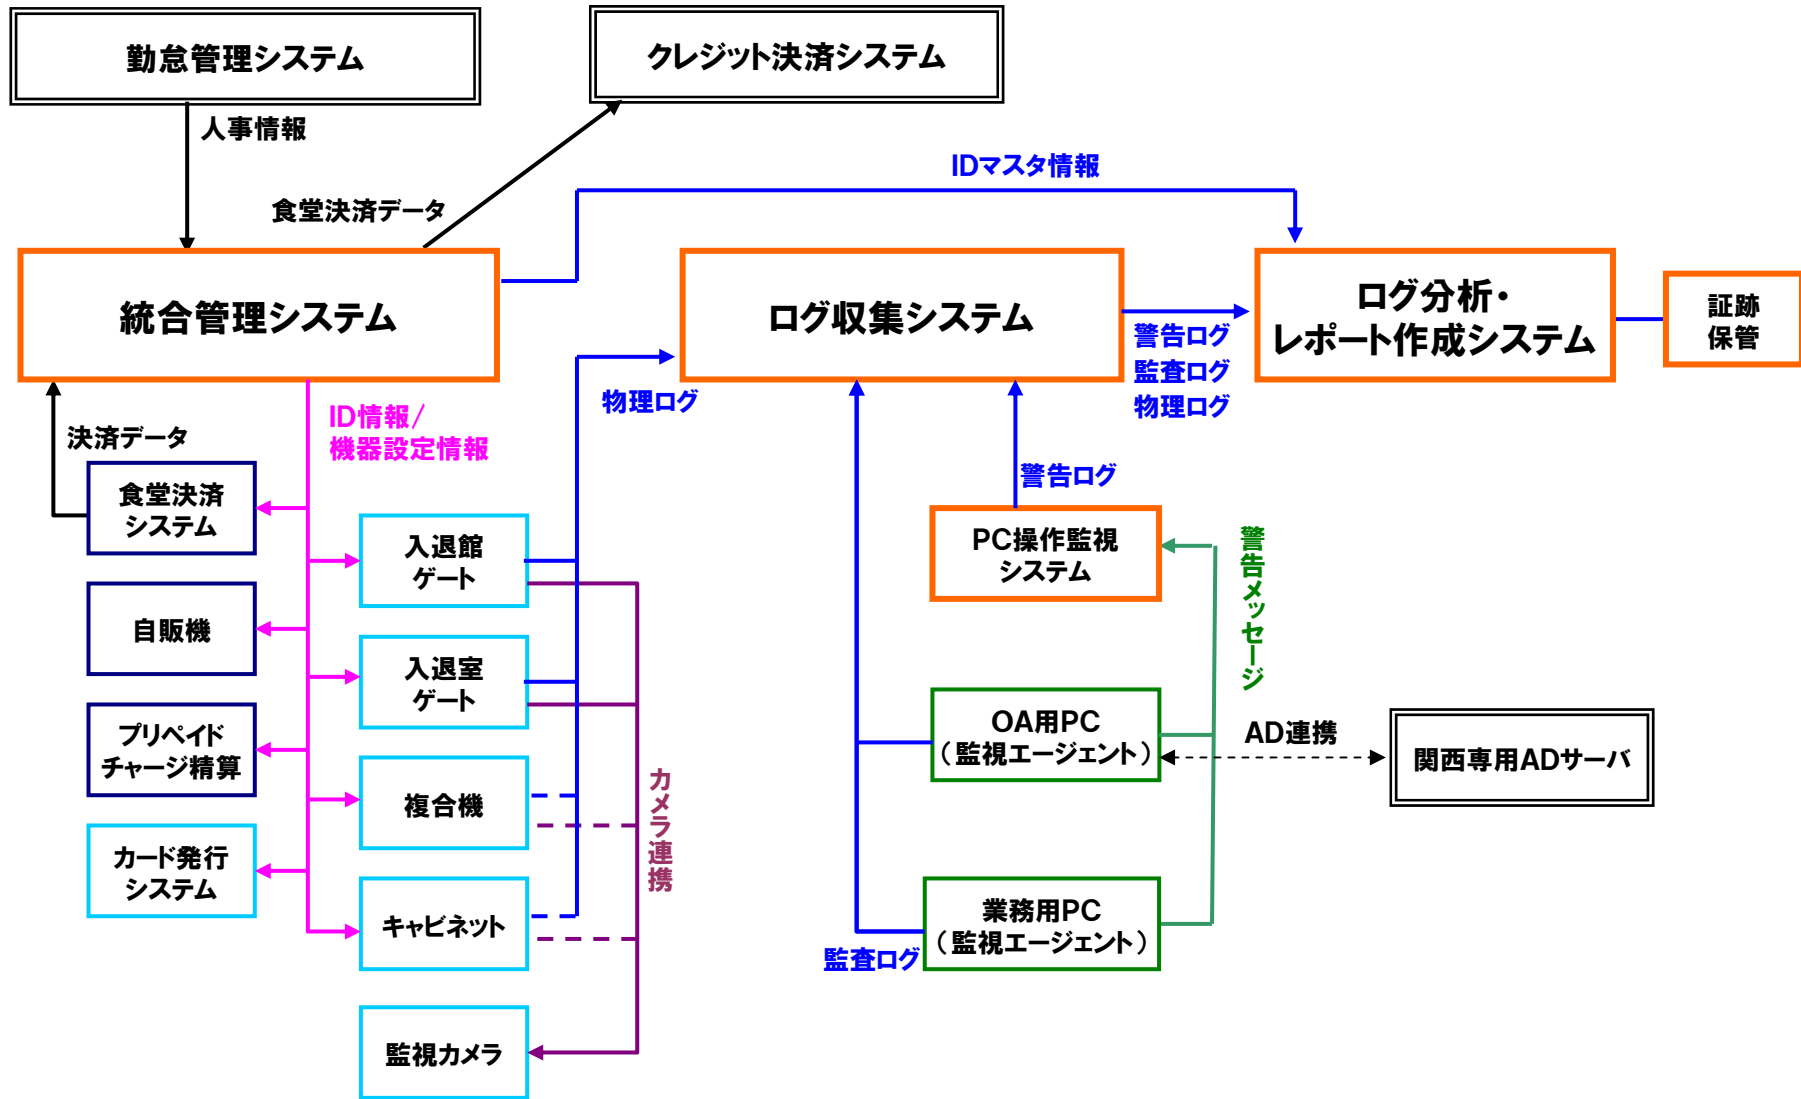 勤怠管理システム
クレジット決済システム
人事情報
IDマスタ情報
食堂決済データ
統合管理システム
ログ収集システム
ログ分析・
レポート作成システム
証跡
保管
警告ログ
監査ログ
物理ログ
物理ログ
ID情報/
機器設定情報
決済データ
警告ログ
食堂決済
システム
入退館
ゲート
PC操作監視
システム
警告メッセージ
自販機
入退室
ゲート
OA用PC
(監視エージェント)
AD連携
関西専用ADサーバ
プリペイド
チャージ精算
複合機
カメラ連携
カード発行
システム
キャビネット
業務用PC
(監視エージェント)
監査ログ
監視カメラ